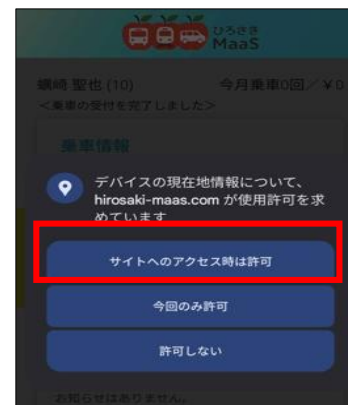 ひろさき
MaaS
蠣崎 聖也 (10)
今月乗車0回／￥0
＜乗車の受付を完了しました＞
乗車情報
デバイスの現在地情報について、
hirosaki-maas.com が使用許可を求
めています
サイトへのアクセス時は許可
今回のみ許可
許可しない
お知らせはありません。